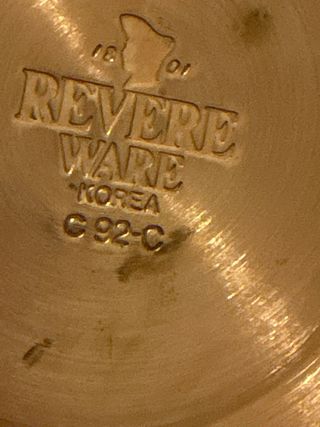 18 01
REVERE
WARE
KOREA
C 92-C